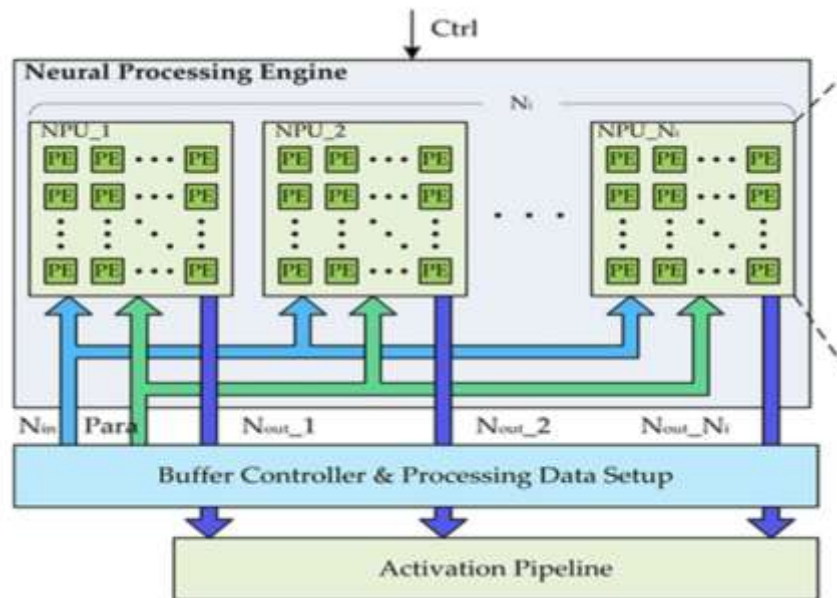 Ctrl
Neural Processing Engine
Nᵢ
NPU_1 NPU_2 NPU_Nᵢ
PE PE PE PE PE PE PE PE PE
PE PE PE PE PE PE PE PE PE
PE PE PE PE PE PE PE PE PE
Nᵢₙ Para Nₒᵤₜ_1 Nₒᵤₜ_2 Nₒᵤₜ_Nᵢ
Buffer Controller & Processing Data Setup
Activation Pipeline